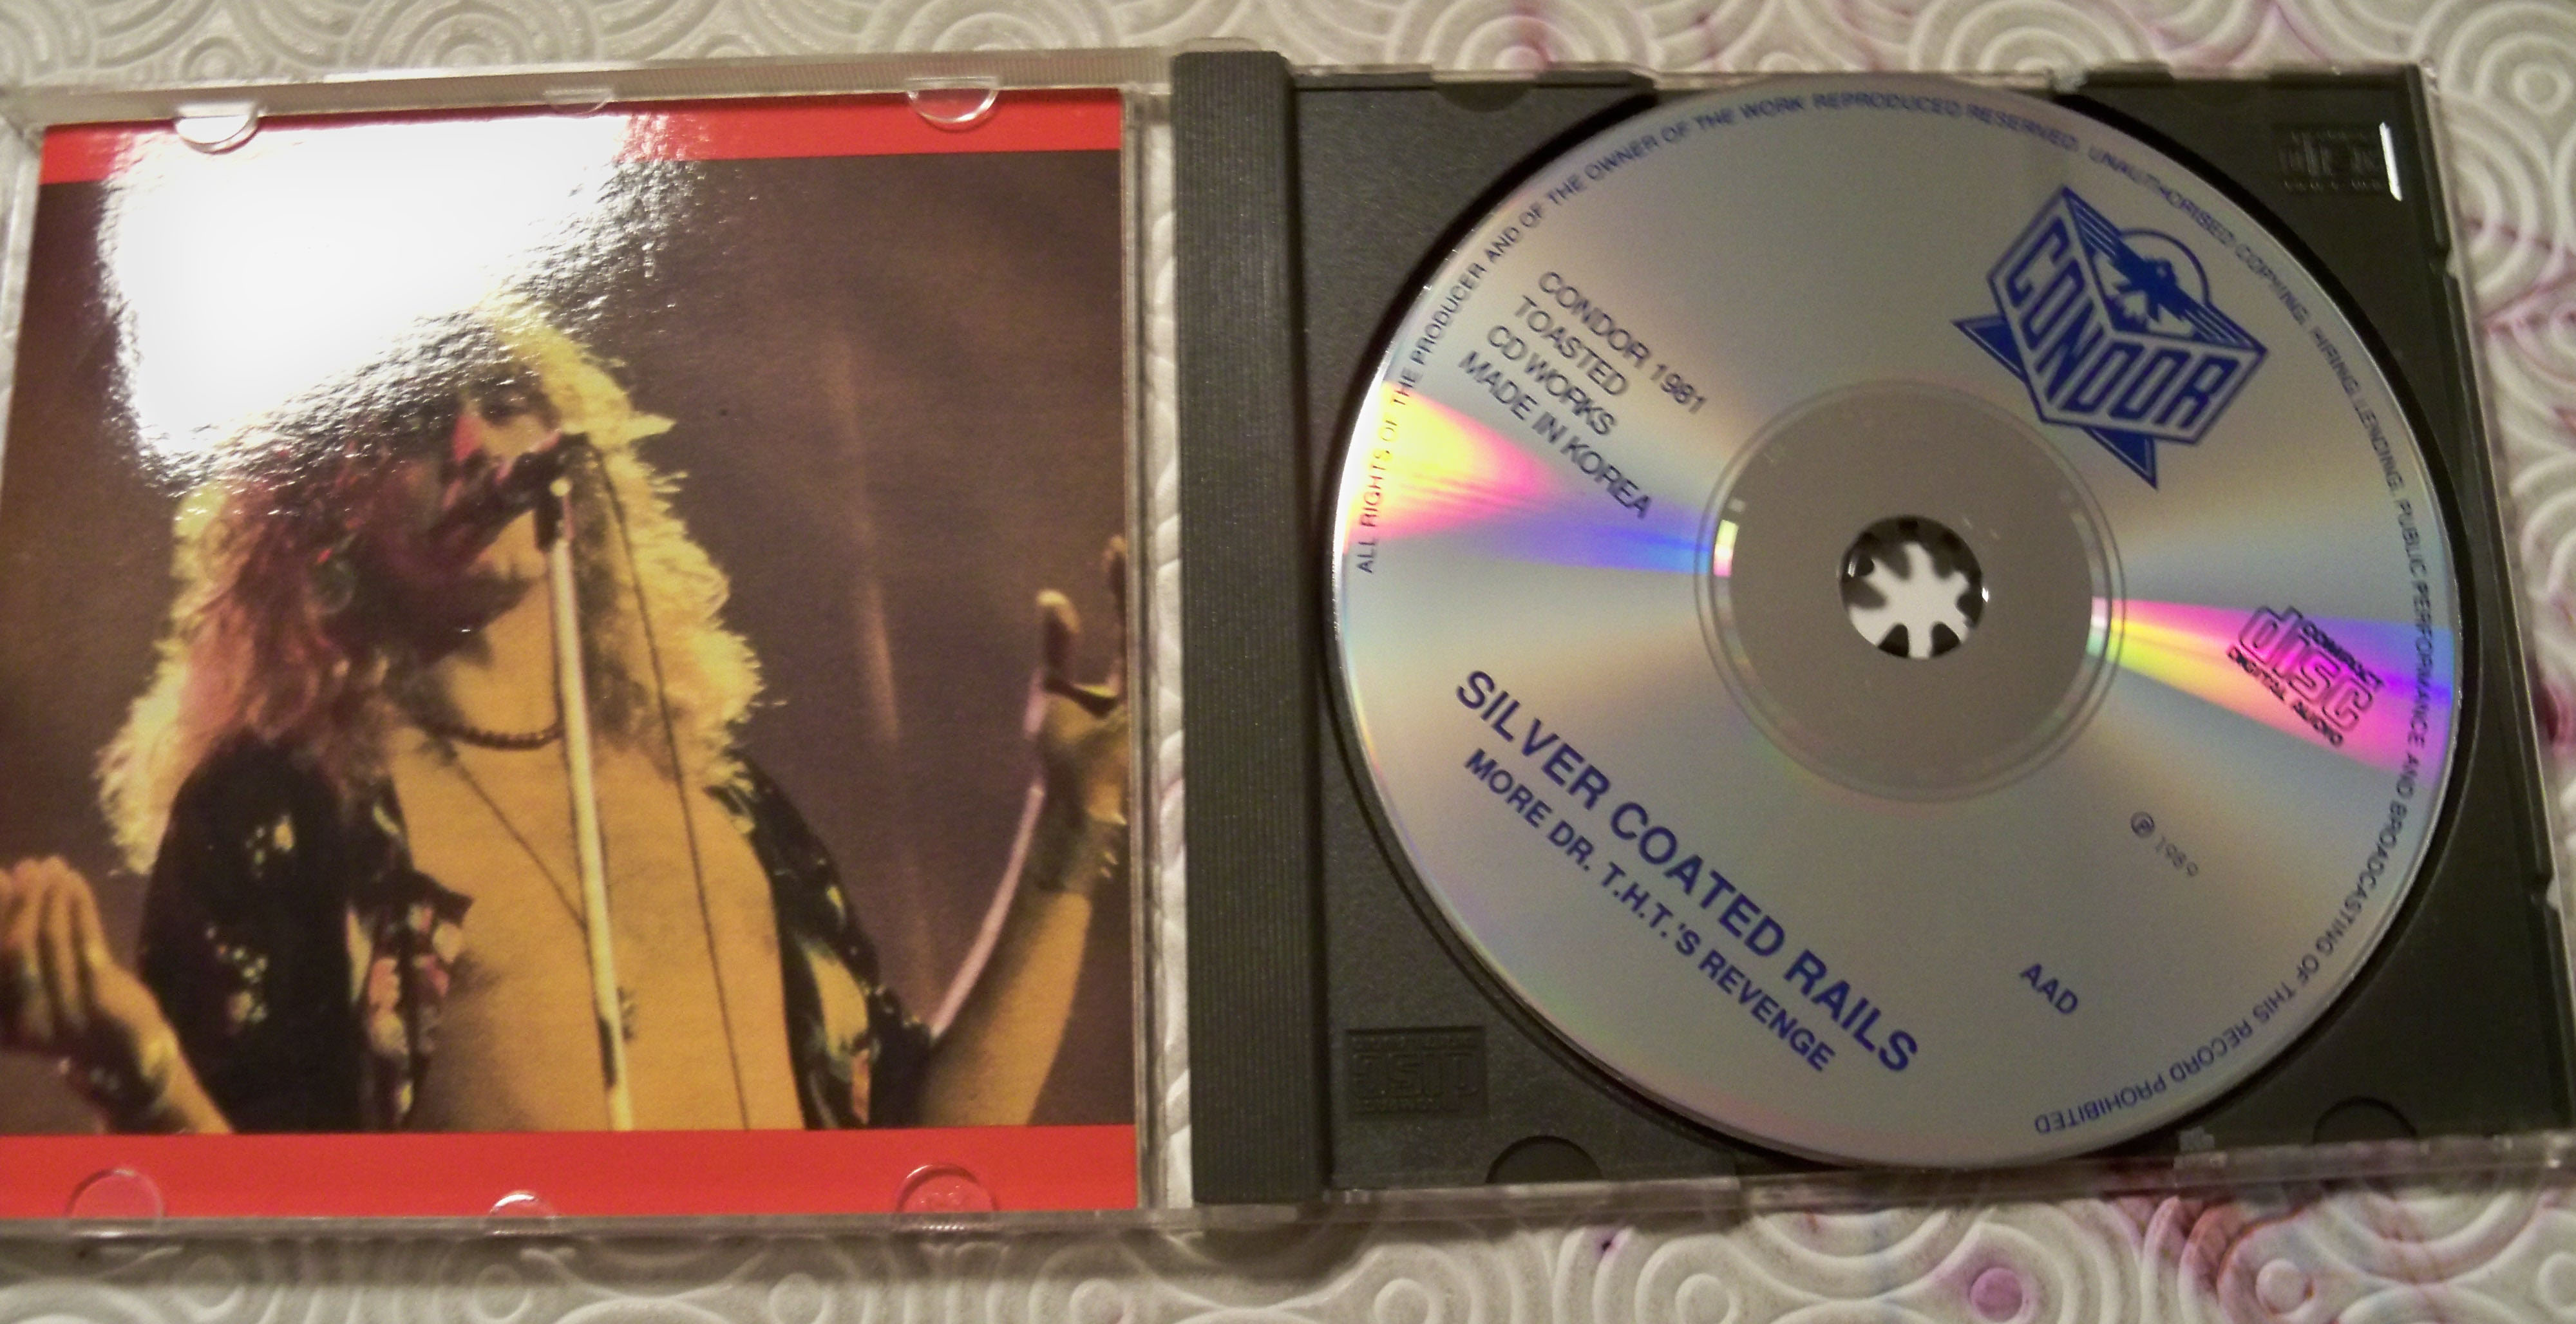 ALL RIGHTS OF THE PRODUCER AND OF THE OWNER OF THE WORK REPRODUCED RESERVED. UNAUTHORISED COPYING, HIRING, LENDING, PUBLIC PERFORMANCE AND BROADCASTING OF THIS RECORD PROHIBITED
CONDOR
CONDOR 1981
TOASTED
CD WORKS
MADE IN KOREA
COMPACT
disc
DIGITAL AUDIO
℗ 1989
AAD
SILVER COATED RAILS
MORE DR. T.H.T.'S REVENGE
disc